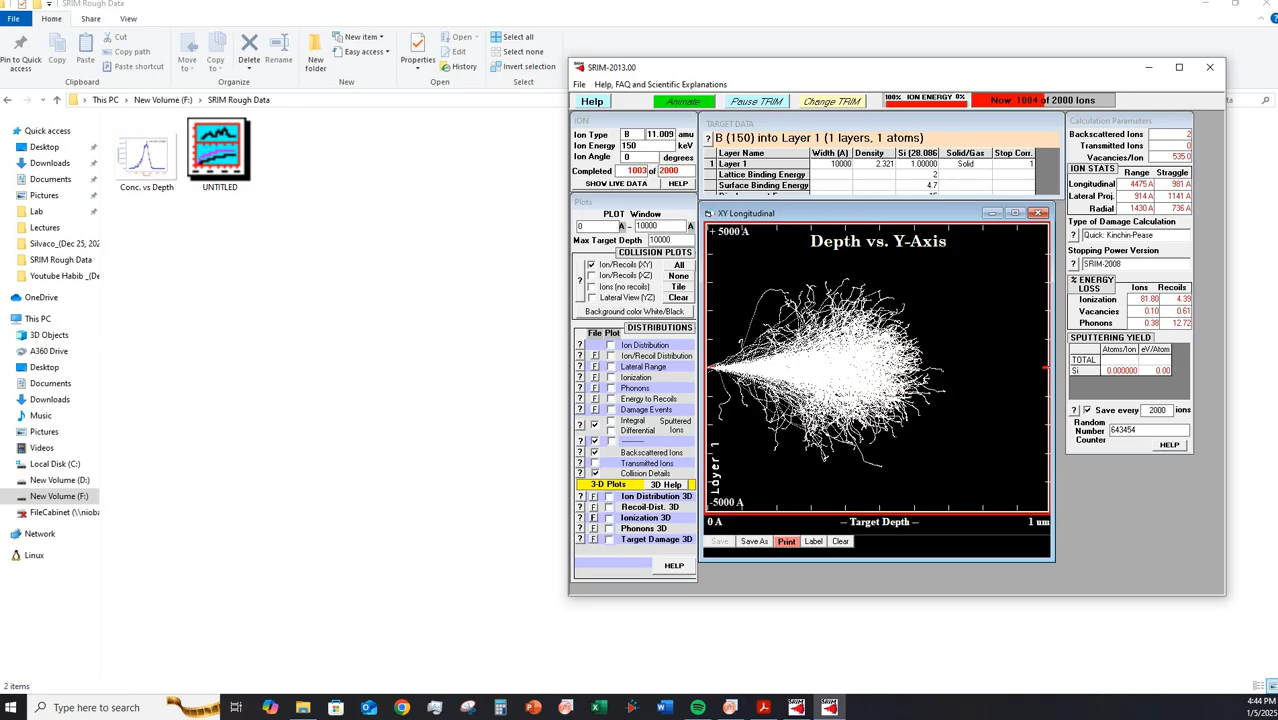 SRIM Rough Data
File Home Share View
Pin to Quick access
Copy
Paste
Cut
Copy path
Paste shortcut
Move to
Copy to
Delete
Rename
New folder
New item
Easy access
Properties
Open
Edit
History
Select all
Select none
Invert selection
Clipboard Organize New Open Select
This PC New Volume (F:) SRIM Rough Data
Quick access
Desktop
Downloads
Documents
Pictures
Lab
Lectures
Silvaco_(Dec 25, 202
SRIM Rough Data
Youtube Habib _(De
OneDrive
This PC
3D Objects
A360 Drive
Desktop
Documents
Downloads
Music
Pictures
Videos
Local Disk (C:)
New Volume (D:)
New Volume (F:)
FileCabinet (\\nioba
Network
Linux
Conc. vs Depth
UNTITLED
2 items
SRIM-2013.00
File Help, FAQ and Scientific Explanations
Help Animate Pause TRIM Change TRIM 100% ION ENERGY 0% Now 1004 of 2000 Ions
ION
Ion Type B 11.009 amu
Ion Energy 150 keV
Ion Angle 0 degrees
Completed 1003 of 2000
SHOW LIVE DATA HELP
TARGET DATA
? B (150) into Layer 1 (1 layers, 1 atoms)
Layer Name Width (A) Density Solid/Gas Stop Corr.
1 Layer 1 10000 2.321 1.00000 Solid 1
Lattice Binding Energy 2
Surface Binding Energy 4.7
Plots
PLOT Window
0 A - 10000 A
Max Target Depth 10000
COLLISION PLOTS
Ion/Recoils (XY) All
Ion/Recoils (XZ) None
Ions (no recoils) Tile
Lateral View (YZ) Clear
Background color White/Black
File Plot DISTRIBUTIONS
? Ion Distribution
? F Ion/Recoil Distribution
? F Lateral Range
? F Ionization
? F Phonons
? F Energy to Recoils
? F Damage Events
? Integral Sputtered
Differential Ions
? --------
? Backscattered Ions
? Transmitted Ions
? Collision Details
3-D Plots 3D Help
? F Ion Distribution 3D
? F Recoil-Dist. 3D
? F Ionization 3D
? F Phonons 3D
? F Target Damage 3D
HELP
XY Longitudinal
+ 5000 A
Depth vs. Y-Axis
Layer 1
-5000 A
0 A -- Target Depth -- 1 um
Save Save As Print Label Clear
Calculation Parameters
Backscattered Ions 2
Transmitted Ions 0
Vacancies/Ion 535.0
ION STATS Range Straggle
Longitudinal 4475 A 981 A
Lateral Proj. 914 A 1141 A
Radial 1430 A 736 A
Type of Damage Calculation
? Quick: Kinchin-Pease
Stopping Power Version
? SRIM-2008
% ENERGY LOSS Ions Recoils
Ionization 81.80 4.39
Vacancies 0.10 0.61
Phonons 0.38 12.72
SPUTTERING YIELD
Atoms/Ion eV/Atom
TOTAL
Si 0.000000 0.00
? Save every 2000 ions
Random Number Counter 643454
HELP
Type here to search
4:44 PM
1/5/2025